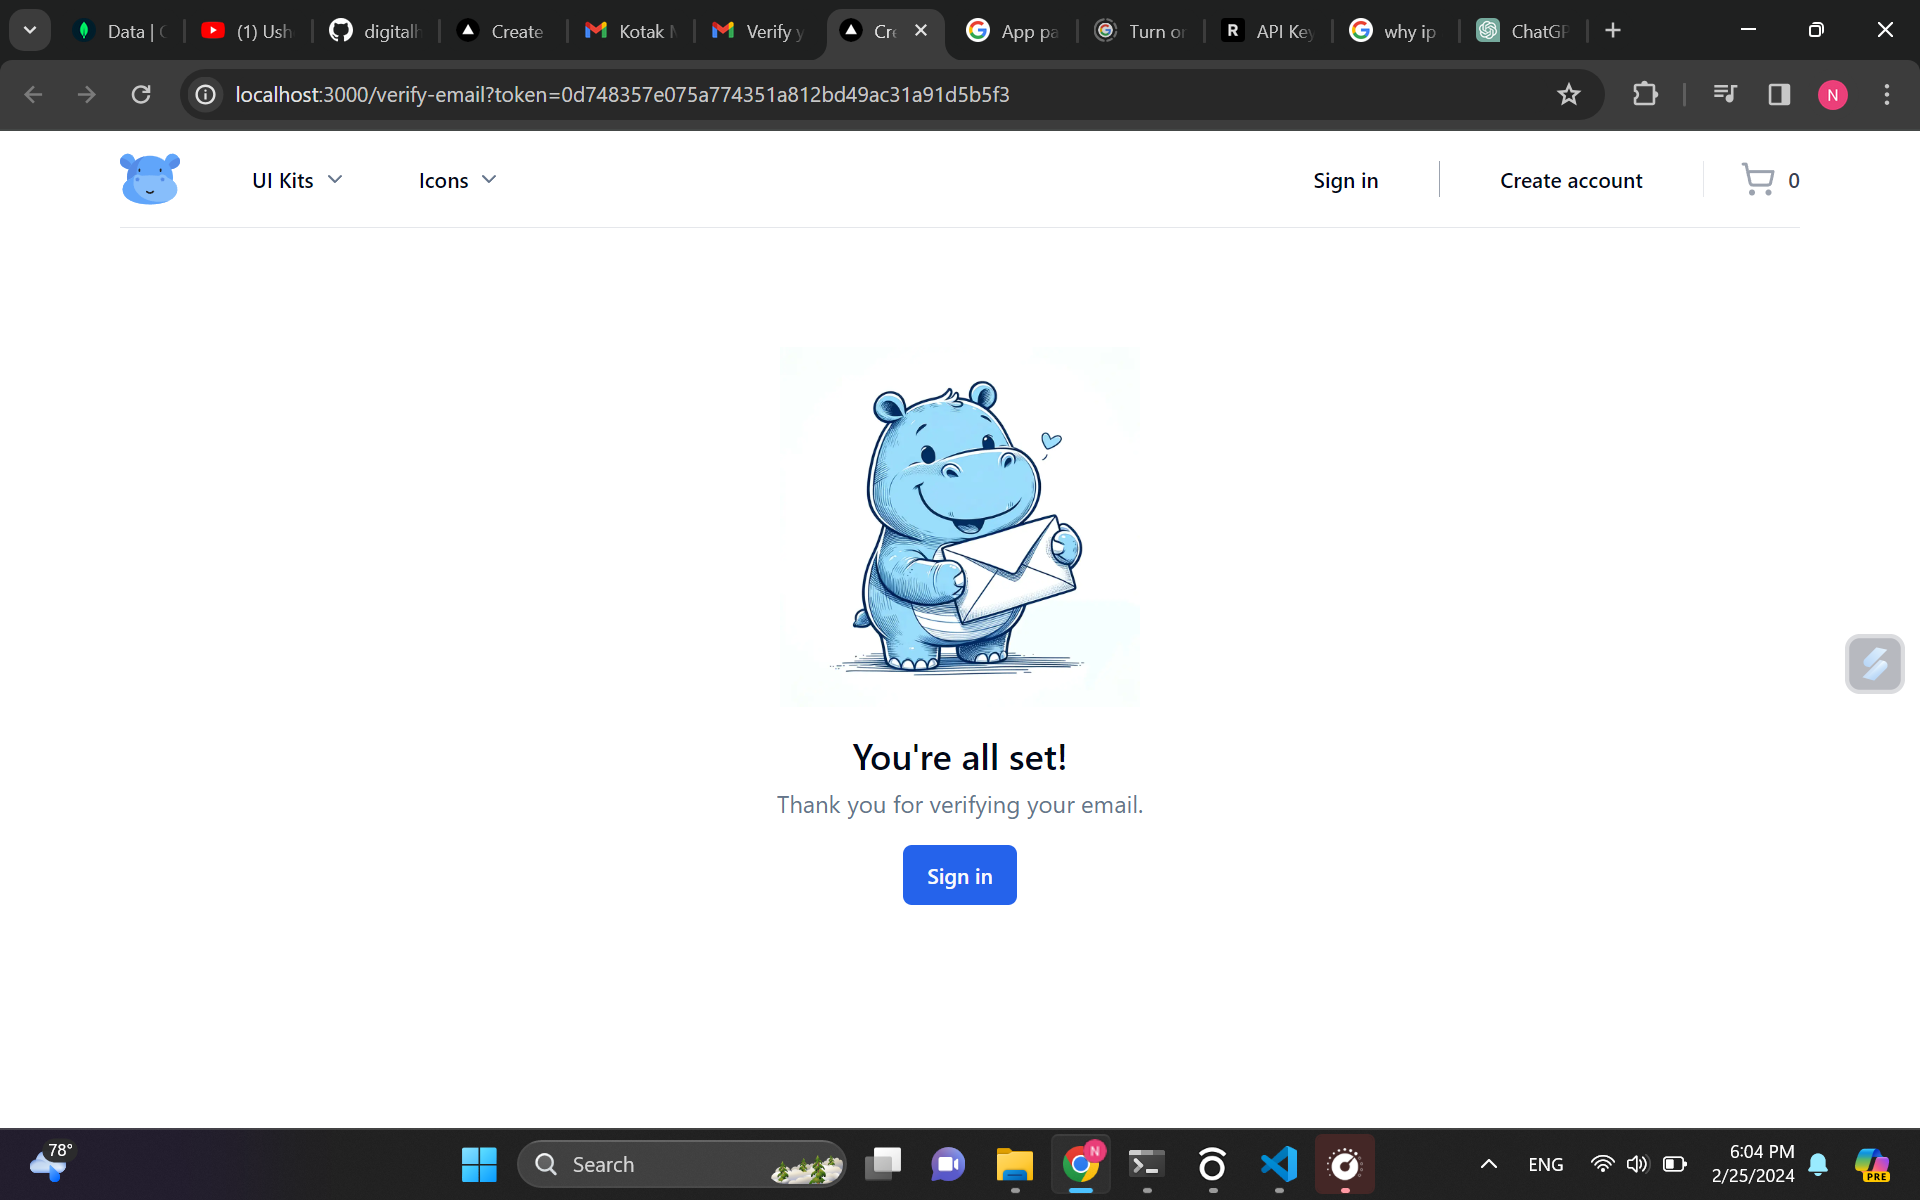 Data |
(1) Ush
digitalh
Create
Kotak
Verify y
Cre
App pa
Turn or
R
API Key
why ip
ChatGP
localhost:3000/verify-email?token=0d748357e075a774351a812bd49ac31a91d5b5f3
N
UI Kits
Icons
Sign in
Create account
0
You're all set!
Thank you for verifying your email.
Sign in
78°
Search
N
ENG
6:04 PM
2/25/2024
PRE